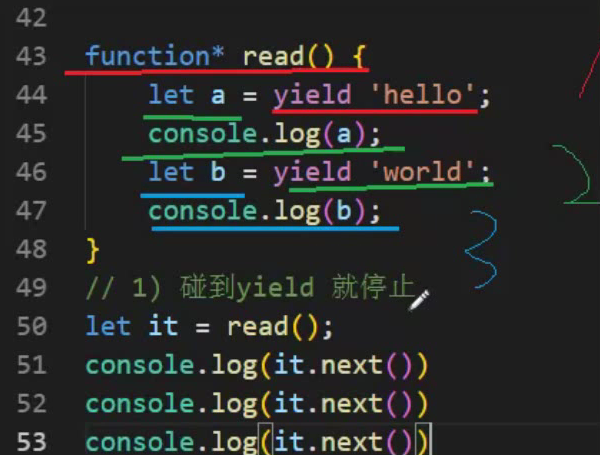 42
43 function* read() {
44 let a = yield 'hello';
45 console.log(a);
46 let b = yield 'world';
47 console.log(b);
48 }
49 // 1) 碰到yield 就停止
50 let it = read();
51 console.log(it.next())
52 console.log(it.next())
53 console.log(it.next())